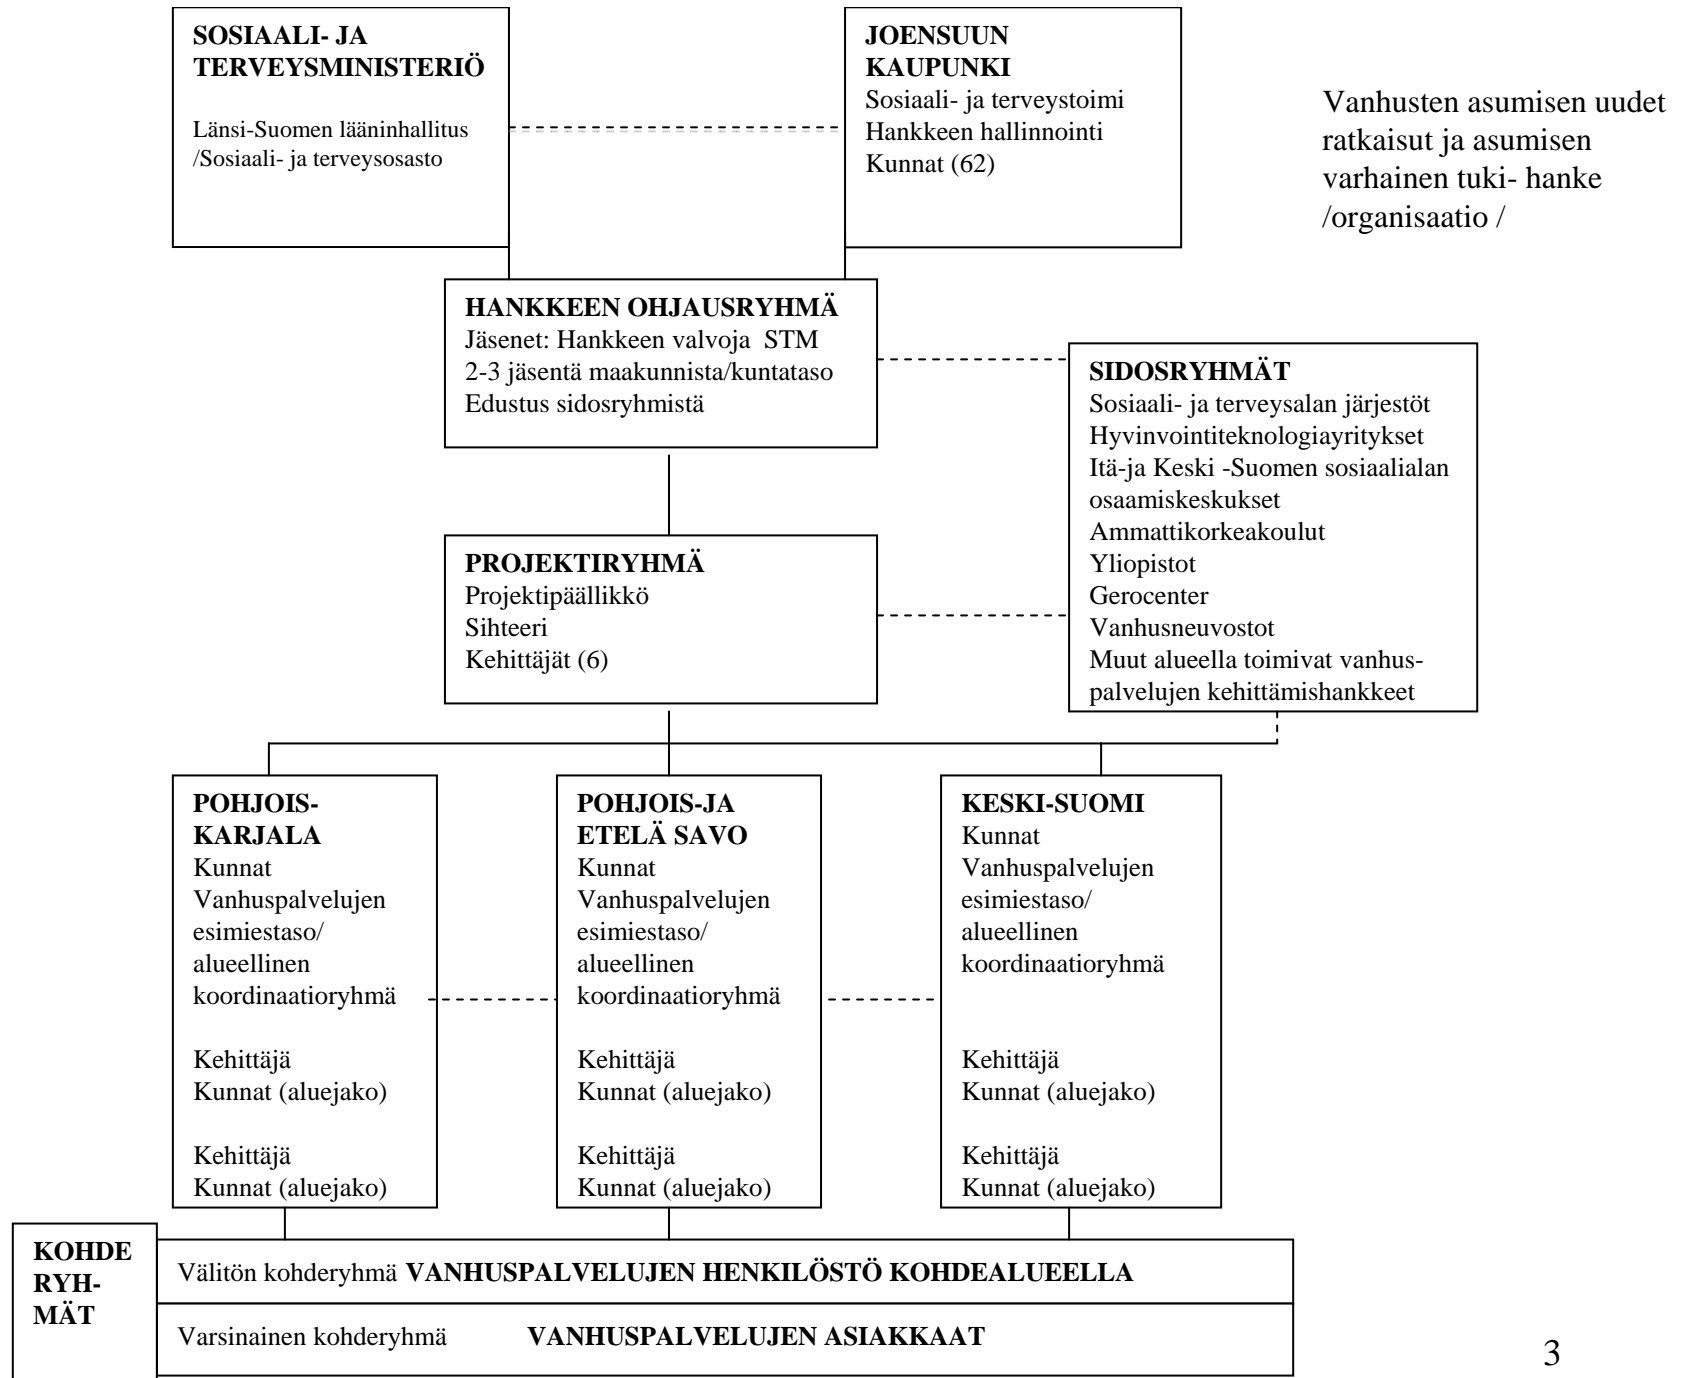 SOSIAALI- JA
TERVEYSMINISTERIÖ
Länsi-Suomen lääninhallitus
/Sosiaali- ja terveysosasto
JOENSUUN
KAUPUNKI
Sosiaali- ja terveystoimi
Hankkeen hallinnointi
Kunnat (62)
Vanhusten asumisen uudet
ratkaisut ja asumisen
varhainen tuki- hanke
/organisaatio /
HANKKEEN OHJAUSRYHMÄ
Jäsenet: Hankkeen valvoja  STM
2-3 jäsentä maakunnista/kuntataso
Edustus sidosryhmistä
SIDOSRYHMÄT
Sosiaali- ja terveysalan järjestöt
Hyvinvointiteknologiayritykset
Itä-ja Keski -Suomen sosiaalialan
osaamiskeskukset
Ammattikorkeakoulut
Yliopistot
Gerocenter
Vanhusneuvostot
Muut alueella toimivat vanhus-
palvelujen kehittämishankkeet
PROJEKTIRYHMÄ
Projektipäällikkö
Sihteeri
Kehittäjät (6)
POHJOIS-
KARJALA
Kunnat
Vanhuspalvelujen
esimiestaso/
alueellinen
koordinaatioryhmä
Kehittäjä
Kunnat (aluejako)
Kehittäjä
Kunnat (aluejako)
POHJOIS-JA
ETELÄ SAVO
Kunnat
Vanhuspalvelujen
esimiestaso/
alueellinen
koordinaatioryhmä
Kehittäjä
Kunnat (aluejako)
Kehittäjä
Kunnat (aluejako)
KESKI-SUOMI
Kunnat
Vanhuspalvelujen
esimiestaso/
alueellinen
koordinaatioryhmä
Kehittäjä
Kunnat (aluejako)
Kehittäjä
Kunnat (aluejako)
KOHDE
RYH-
MÄT
Välitön kohderyhmä VANHUSPALVELUJEN HENKILÖSTÖ KOHDEALUEELLA
Varsinainen kohderyhmä VANHUSPALVELUJEN ASIAKKAAT
3